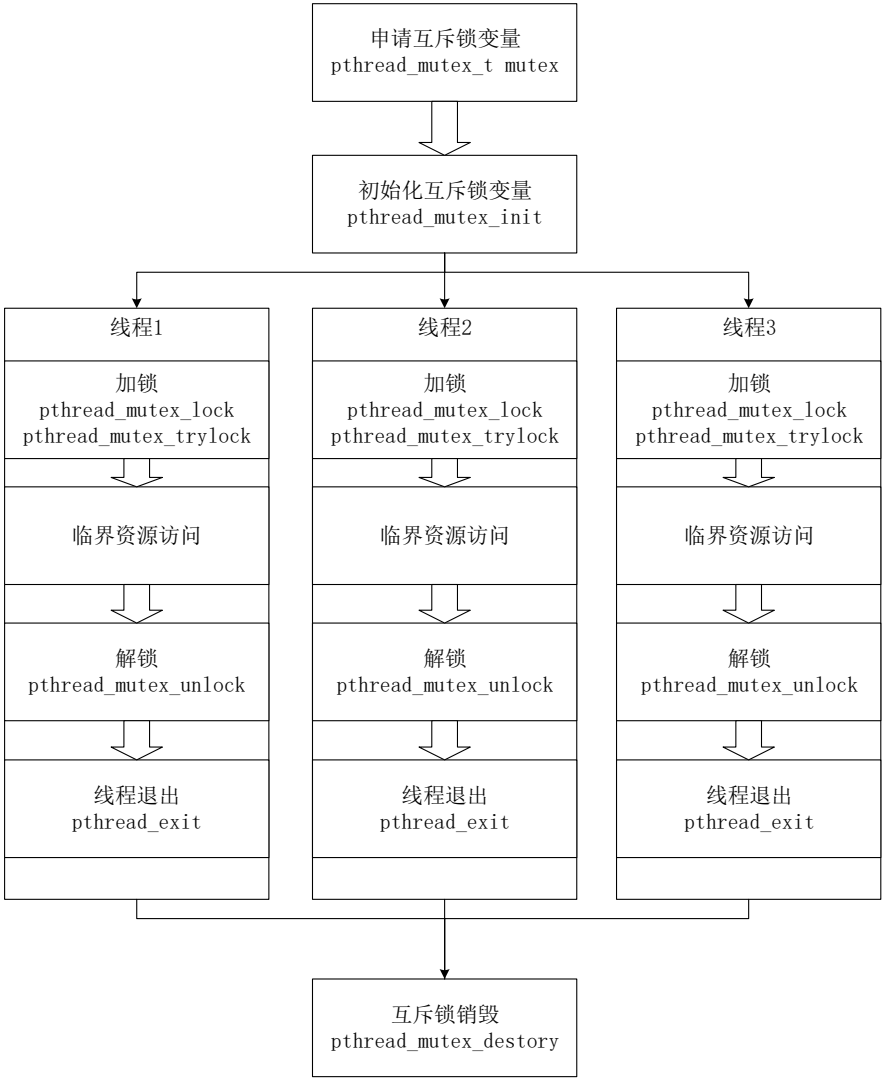 申请互斥锁变量
pthread_mutex_t mutex
初始化互斥锁变量
pthread_mutex_init
线程1
加锁
pthread_mutex_lock
pthread_mutex_trylock
临界资源访问
解锁
pthread_mutex_unlock
线程退出
pthread_exit
线程2
加锁
pthread_mutex_lock
pthread_mutex_trylock
临界资源访问
解锁
pthread_mutex_unlock
线程退出
pthread_exit
线程3
加锁
pthread_mutex_lock
pthread_mutex_trylock
临界资源访问
解锁
pthread_mutex_unlock
线程退出
pthread_exit
互斥锁销毁
pthread_mutex_destory